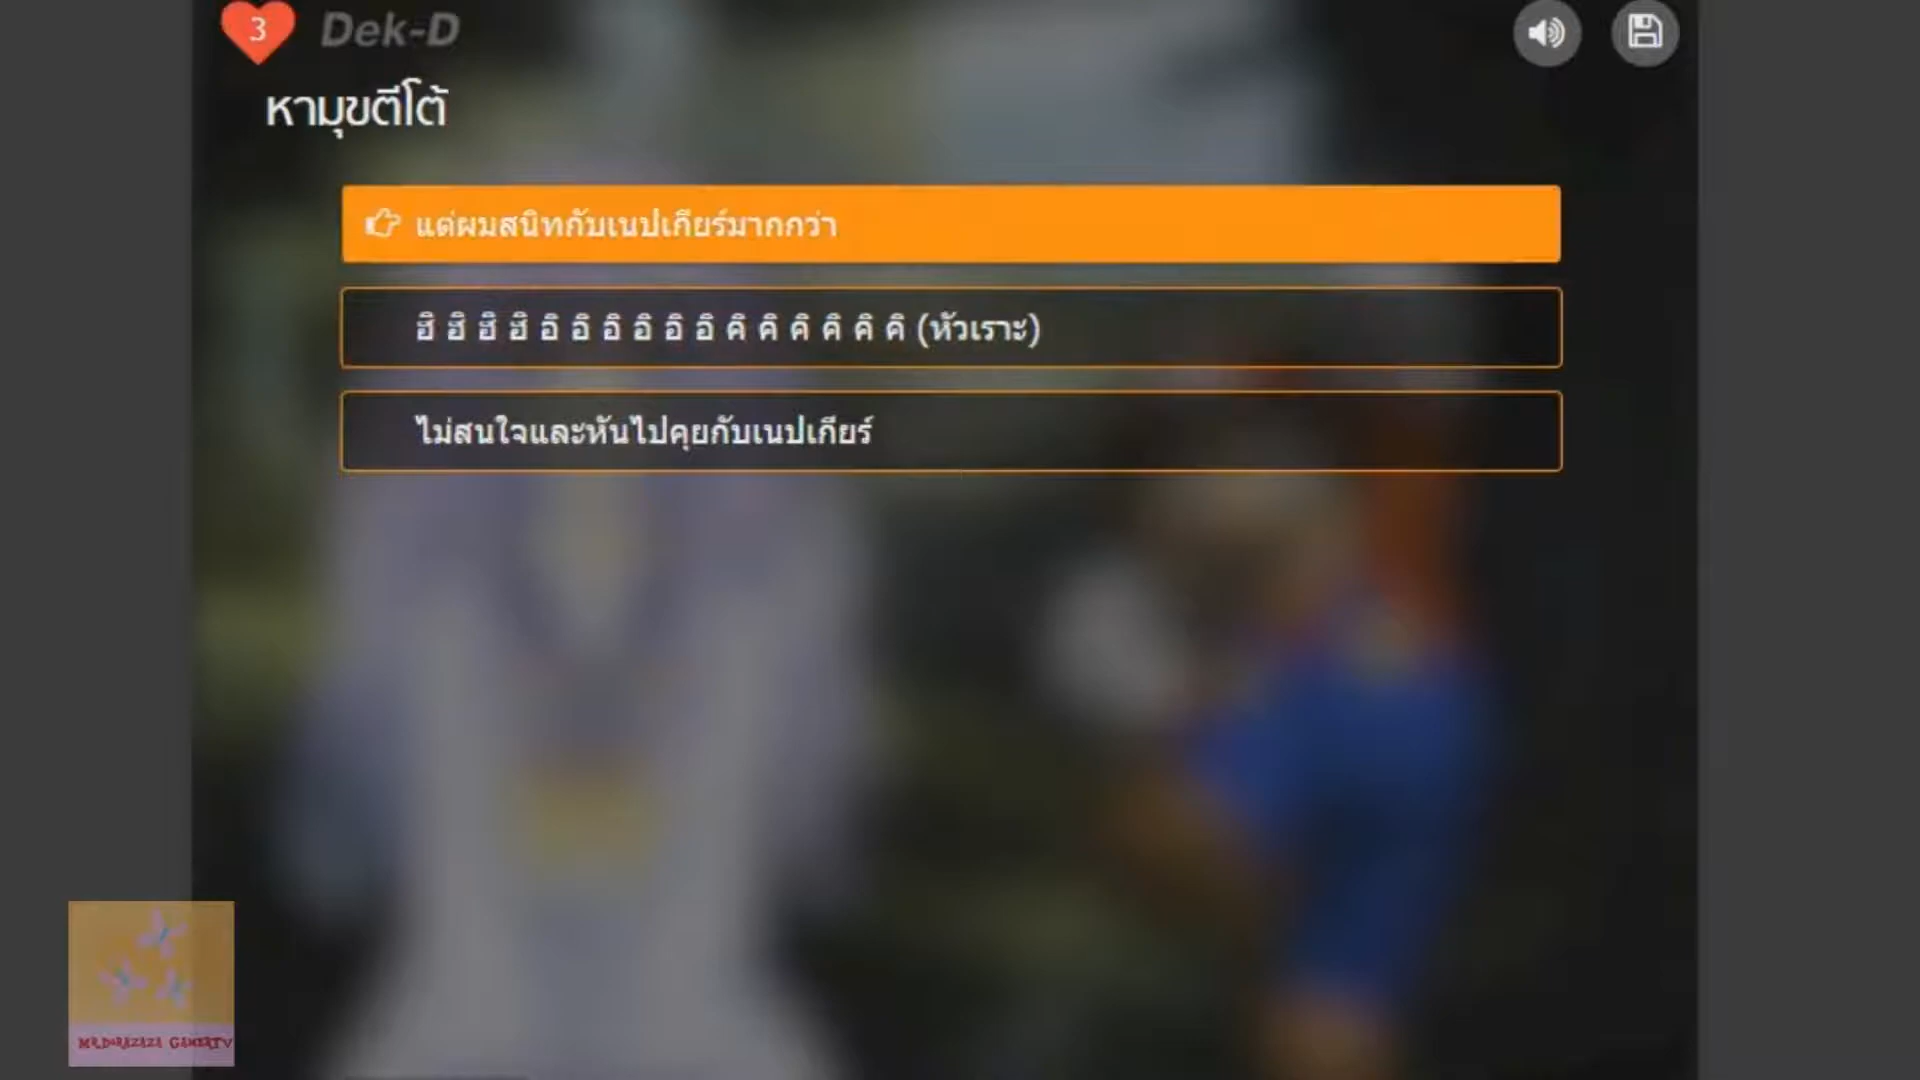 3 Dek-D
หามุขตีโต้
แต่ผมสนิทกับเนปเกียร์มากกว่า
ฮิ ฮิ ฮิ ฮิ อิ อิ อิ อิ อิ อิ คิ คิ คิ คิ คิ คิ (หัวเราะ)
ไม่สนใจและหันไปคุยกับเนปเกียร์
MR.DORAZAZA GAMERTV